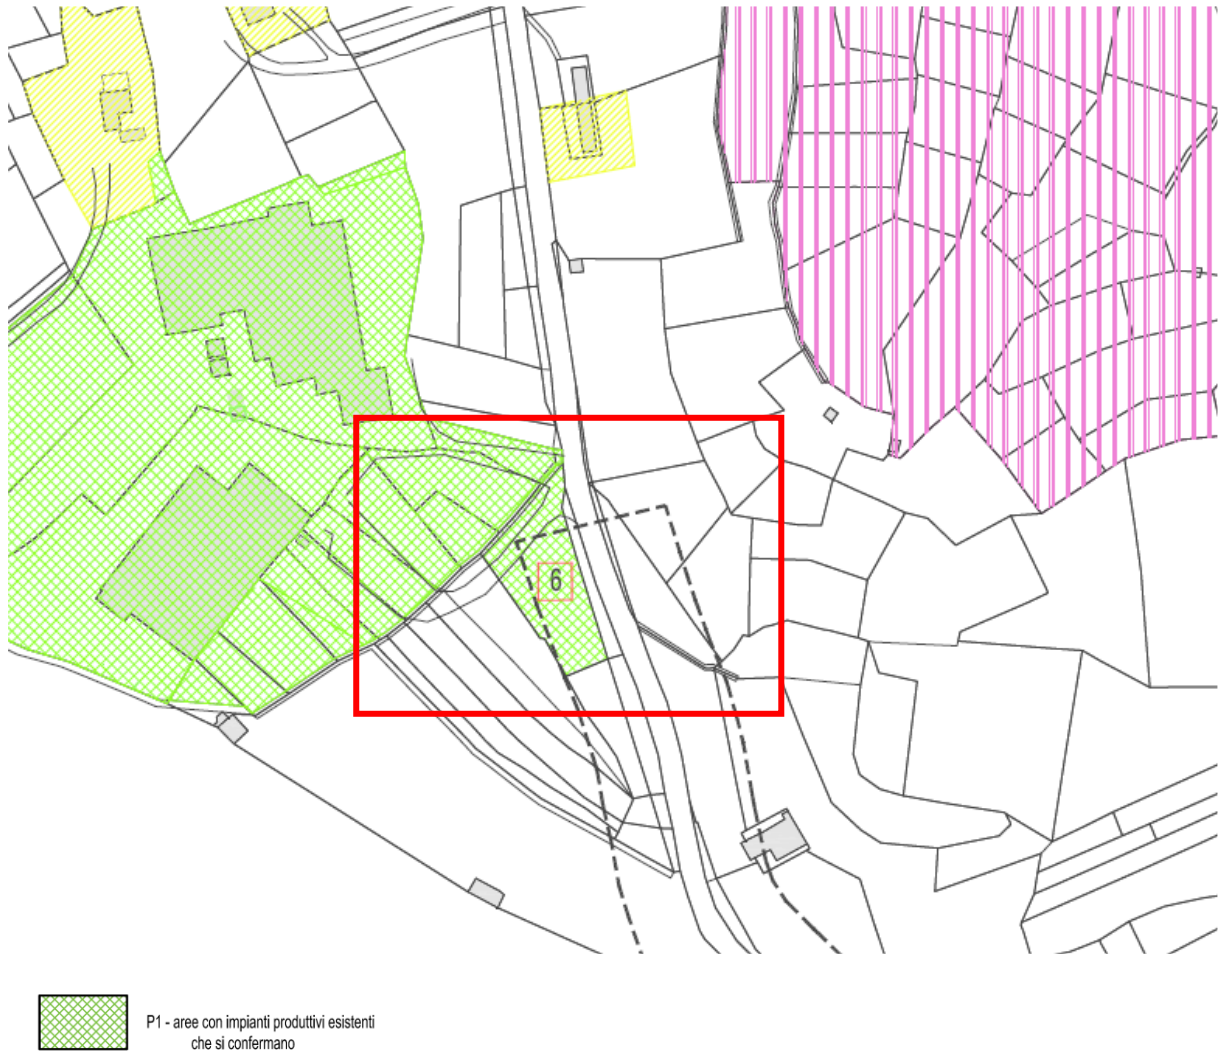 6
P1 - aree con impianti produttivi esistenti
che si confermano